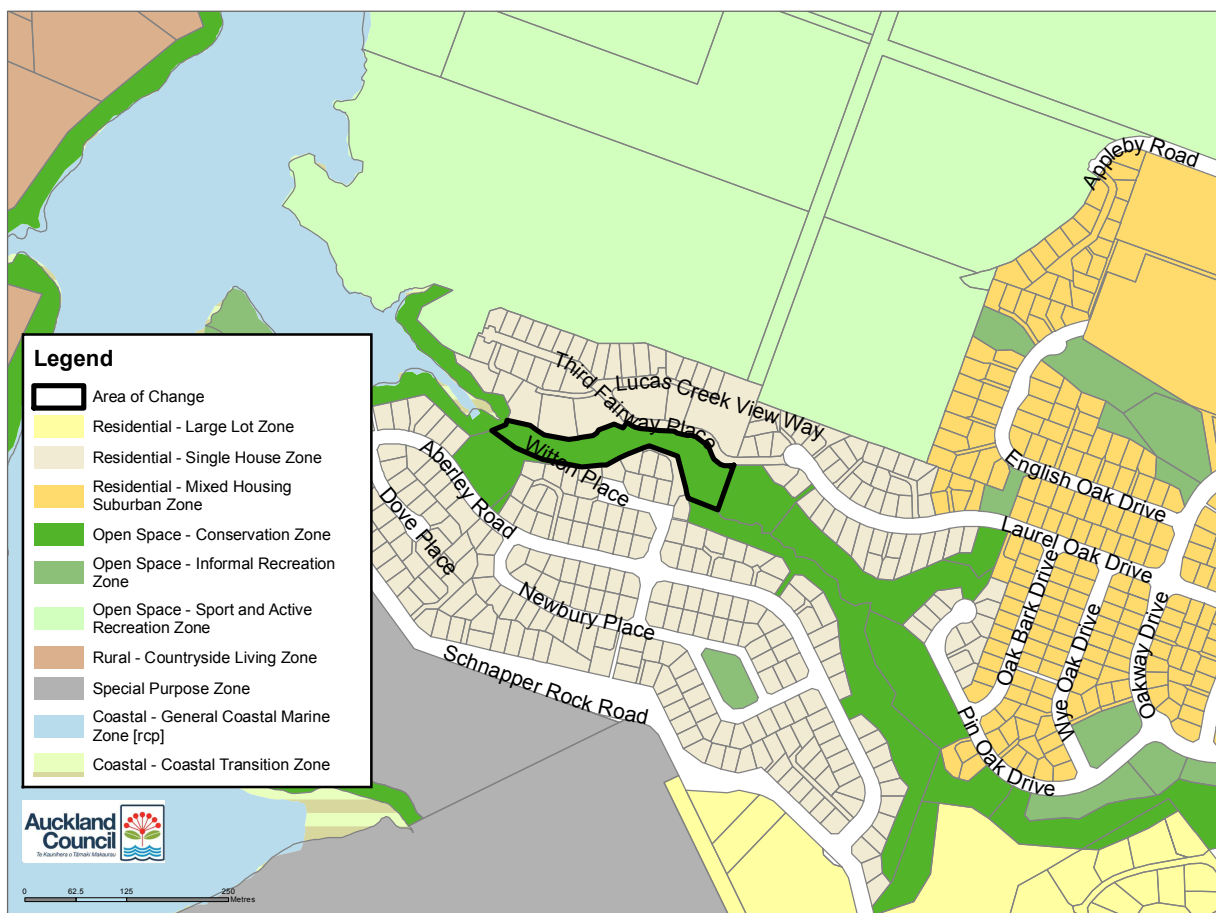 Appleby Road
Lucas Creek View Way
Third Fairway Place
Witton Place
Aberley Road
Dove Place
English Oak Drive
Laurel Oak Drive
Oak Bark Drive
Wye Oak Drive
Oakway Drive
Newbury Place
Schnapper Rock Road
Pin Oak Drive
Legend
Area of Change
Residential - Large Lot Zone
Residential - Single House Zone
Residential - Mixed Housing
Suburban Zone
Open Space - Conservation Zone
Open Space - Informal Recreation
Zone
Open Space - Sport and Active
Recreation Zone
Rural - Countryside Living Zone
Special Purpose Zone
Coastal - General Coastal Marine
Zone [rcp]
Coastal - Coastal Transition Zone
Auckland
Council
Te Kaunihera o Tāmaki Makaurau
0 62.5 125 250
Metres